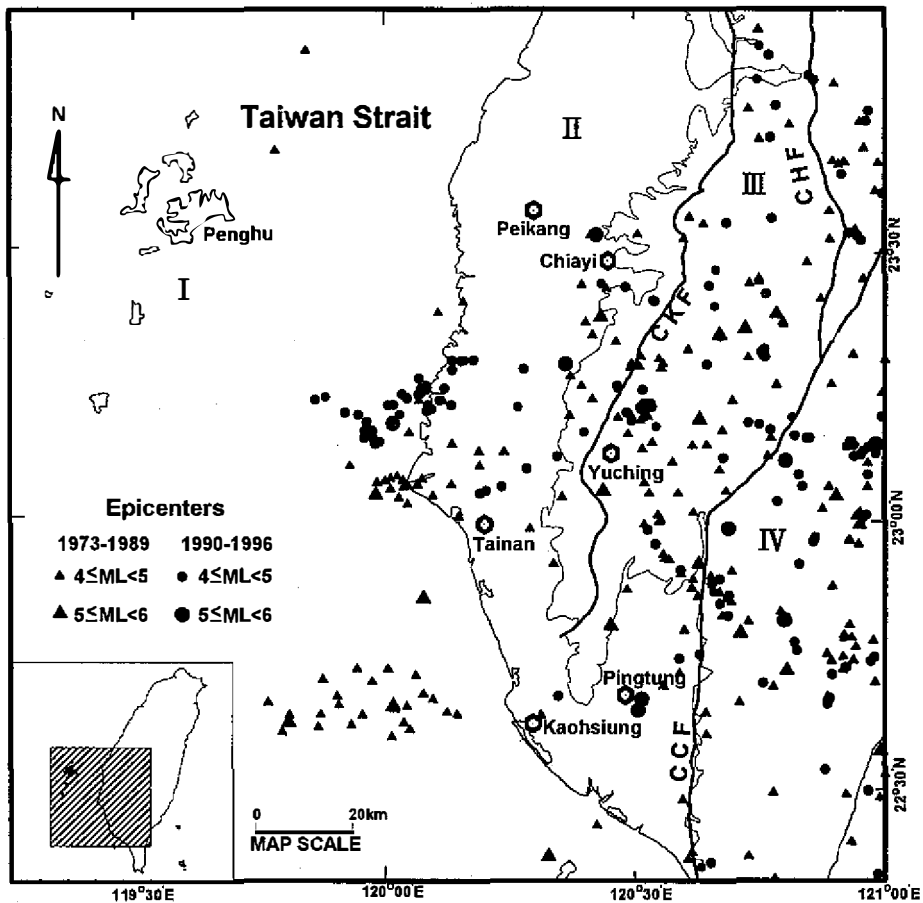 N
Taiwan Strait
II
III
CHF
Peikang
Penghu
Chiayi
23°30'N
I
CKF
Yuching
Epicenters
1973-1989 1990-1996
4≤ML<5 4≤ML<5
5≤ML<6 5≤ML<6
Tainan
23°00'N
IV
Pingtung
Kaohsiung
CCF
22°30'N
0 20km
MAP SCALE
119°30'E 120°00'E 120°30'E 121°00'E